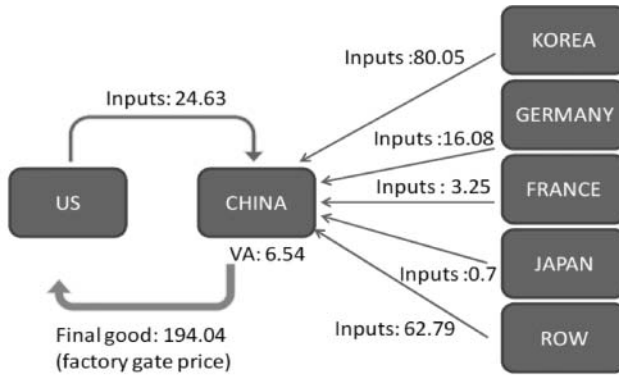 KOREA
Inputs :80.05
Inputs: 24.63
GERMANY
Inputs :16.08
US
CHINA
Inputs : 3.25
FRANCE
VA: 6.54
JAPAN
Inputs :0.7
Final good: 194.04
(factory gate price)
Inputs: 62.79
ROW